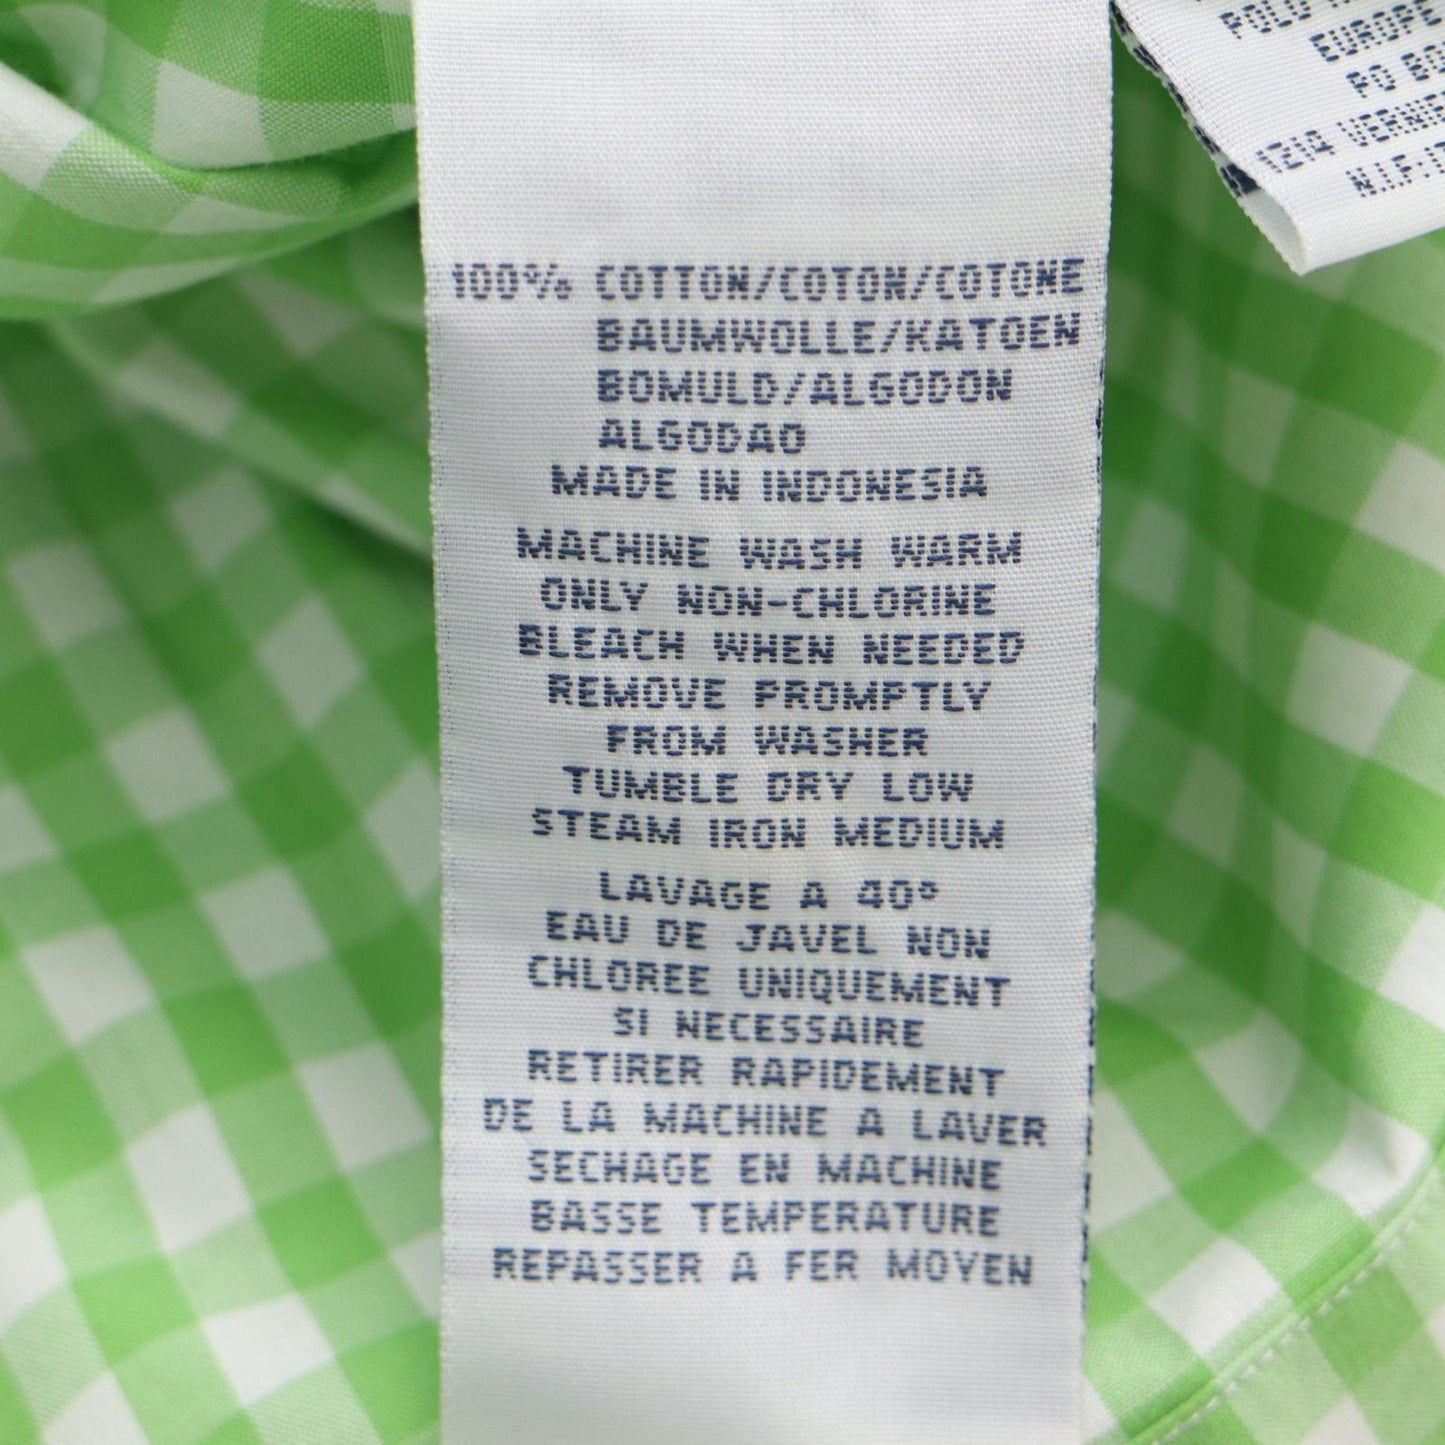 100% COTTON/COTON/COTONE
BAUMWOLLE/KATOEN
BOMULD/ALGODON
ALGODAO
MADE IN INDONESIA
MACHINE WASH WARM
ONLY NON-CHLORINE
BLEACH WHEN NEEDED
REMOVE PROMPTLY
FROM WASHER
TUMBLE DRY LOW
STEAM IRON MEDIUM
LAVAGE A 40°
EAU DE JAVEL NON
CHLOREE UNIQUEMENT
SI NECESSAIRE
RETIRER RAPIDEMENT
DE LA MACHINE A LAVER
SECHAGE EN MACHINE
BASSE TEMPERATURE
REPASSER A FER MOYEN
POLO
EUROPE
PO
1214
N.I.F: